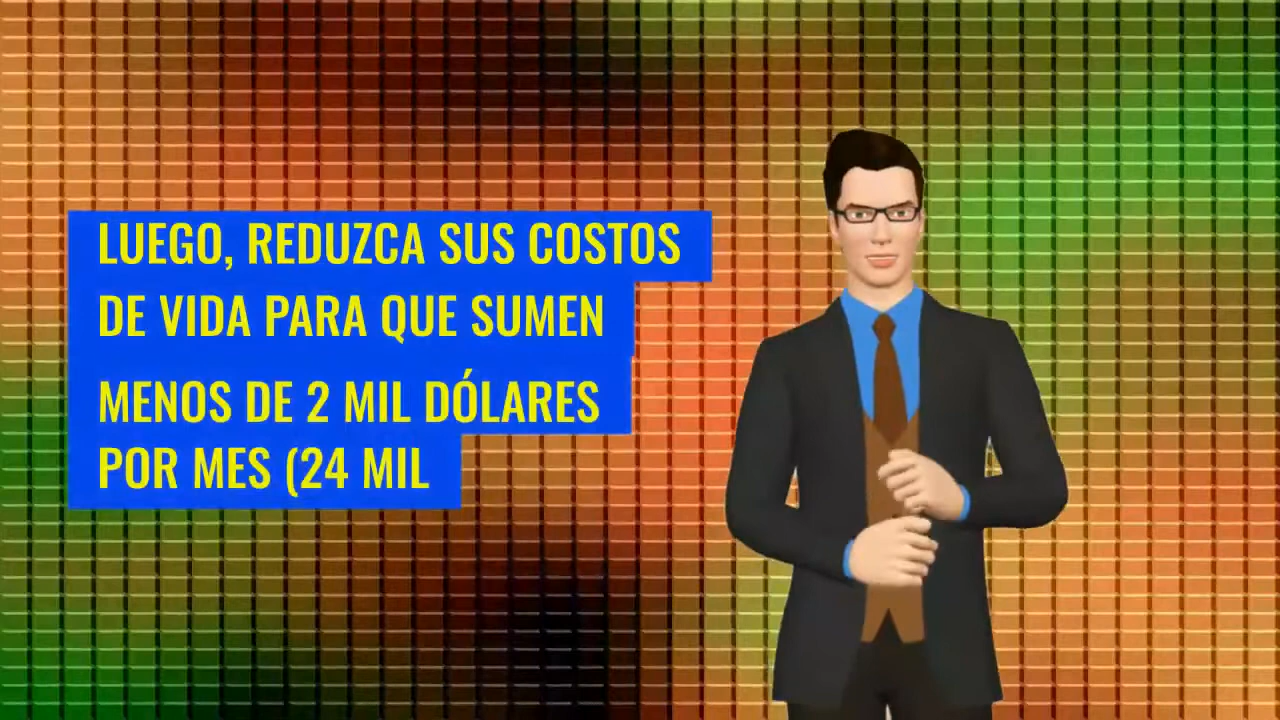 LUEGO, REDUZCA SUS COSTOS
DE VIDA PARA QUE SUMEN
MENOS DE 2 MIL DÓLARES
POR MES (24 MIL